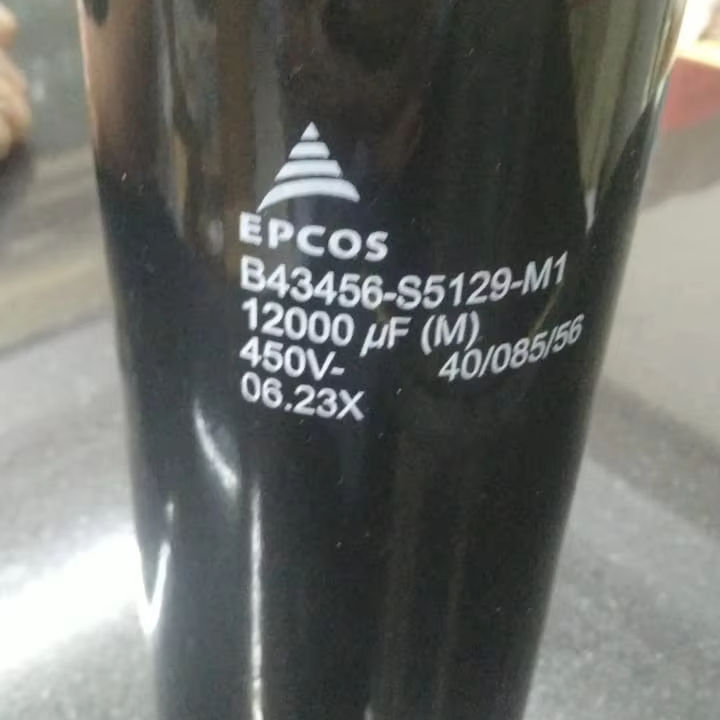 EPCOS
B43456-S5129-M1
12000 µF (M)
450V- 40/085/56
06.23X